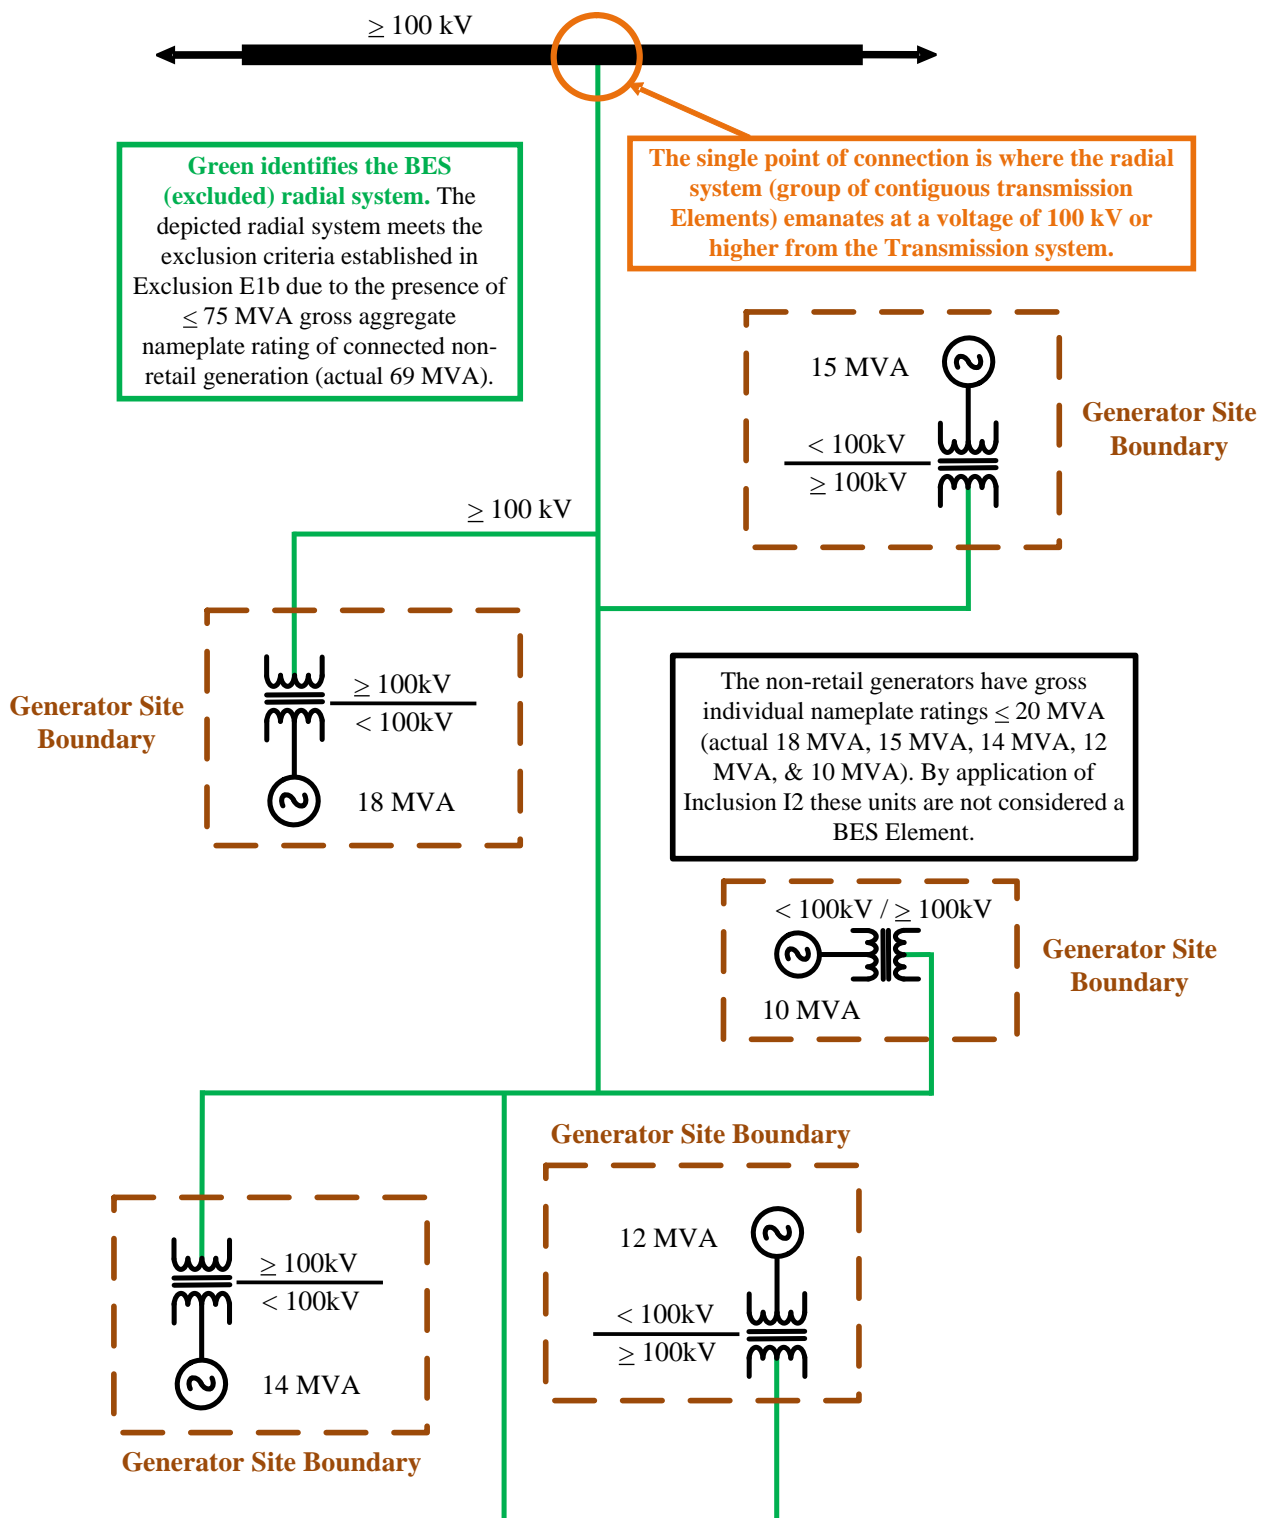 ≥ 100 kV
Green identifies the BES
(excluded) radial system. The
depicted radial system meets the
exclusion criteria established in
Exclusion E1b due to the presence of
≤ 75 MVA gross aggregate
nameplate rating of connected non-
retail generation (actual 69 MVA).
The single point of connection is where the radial
system (group of contiguous transmission
Elements) emanates at a voltage of 100 kV or
higher from the Transmission system.
15 MVA
< 100kV
≥ 100kV
Generator Site
Boundary
≥ 100 kV
Generator Site
Boundary
≥ 100kV
< 100kV
18 MVA
The non-retail generators have gross
individual nameplate ratings ≤ 20 MVA
(actual 18 MVA, 15 MVA, 14 MVA, 12
MVA, & 10 MVA). By application of
Inclusion I2 these units are not considered a
BES Element.
< 100kV / ≥ 100kV
10 MVA
Generator Site
Boundary
Generator Site Boundary
12 MVA
< 100kV
≥ 100kV
≥ 100kV
< 100kV
14 MVA
Generator Site Boundary